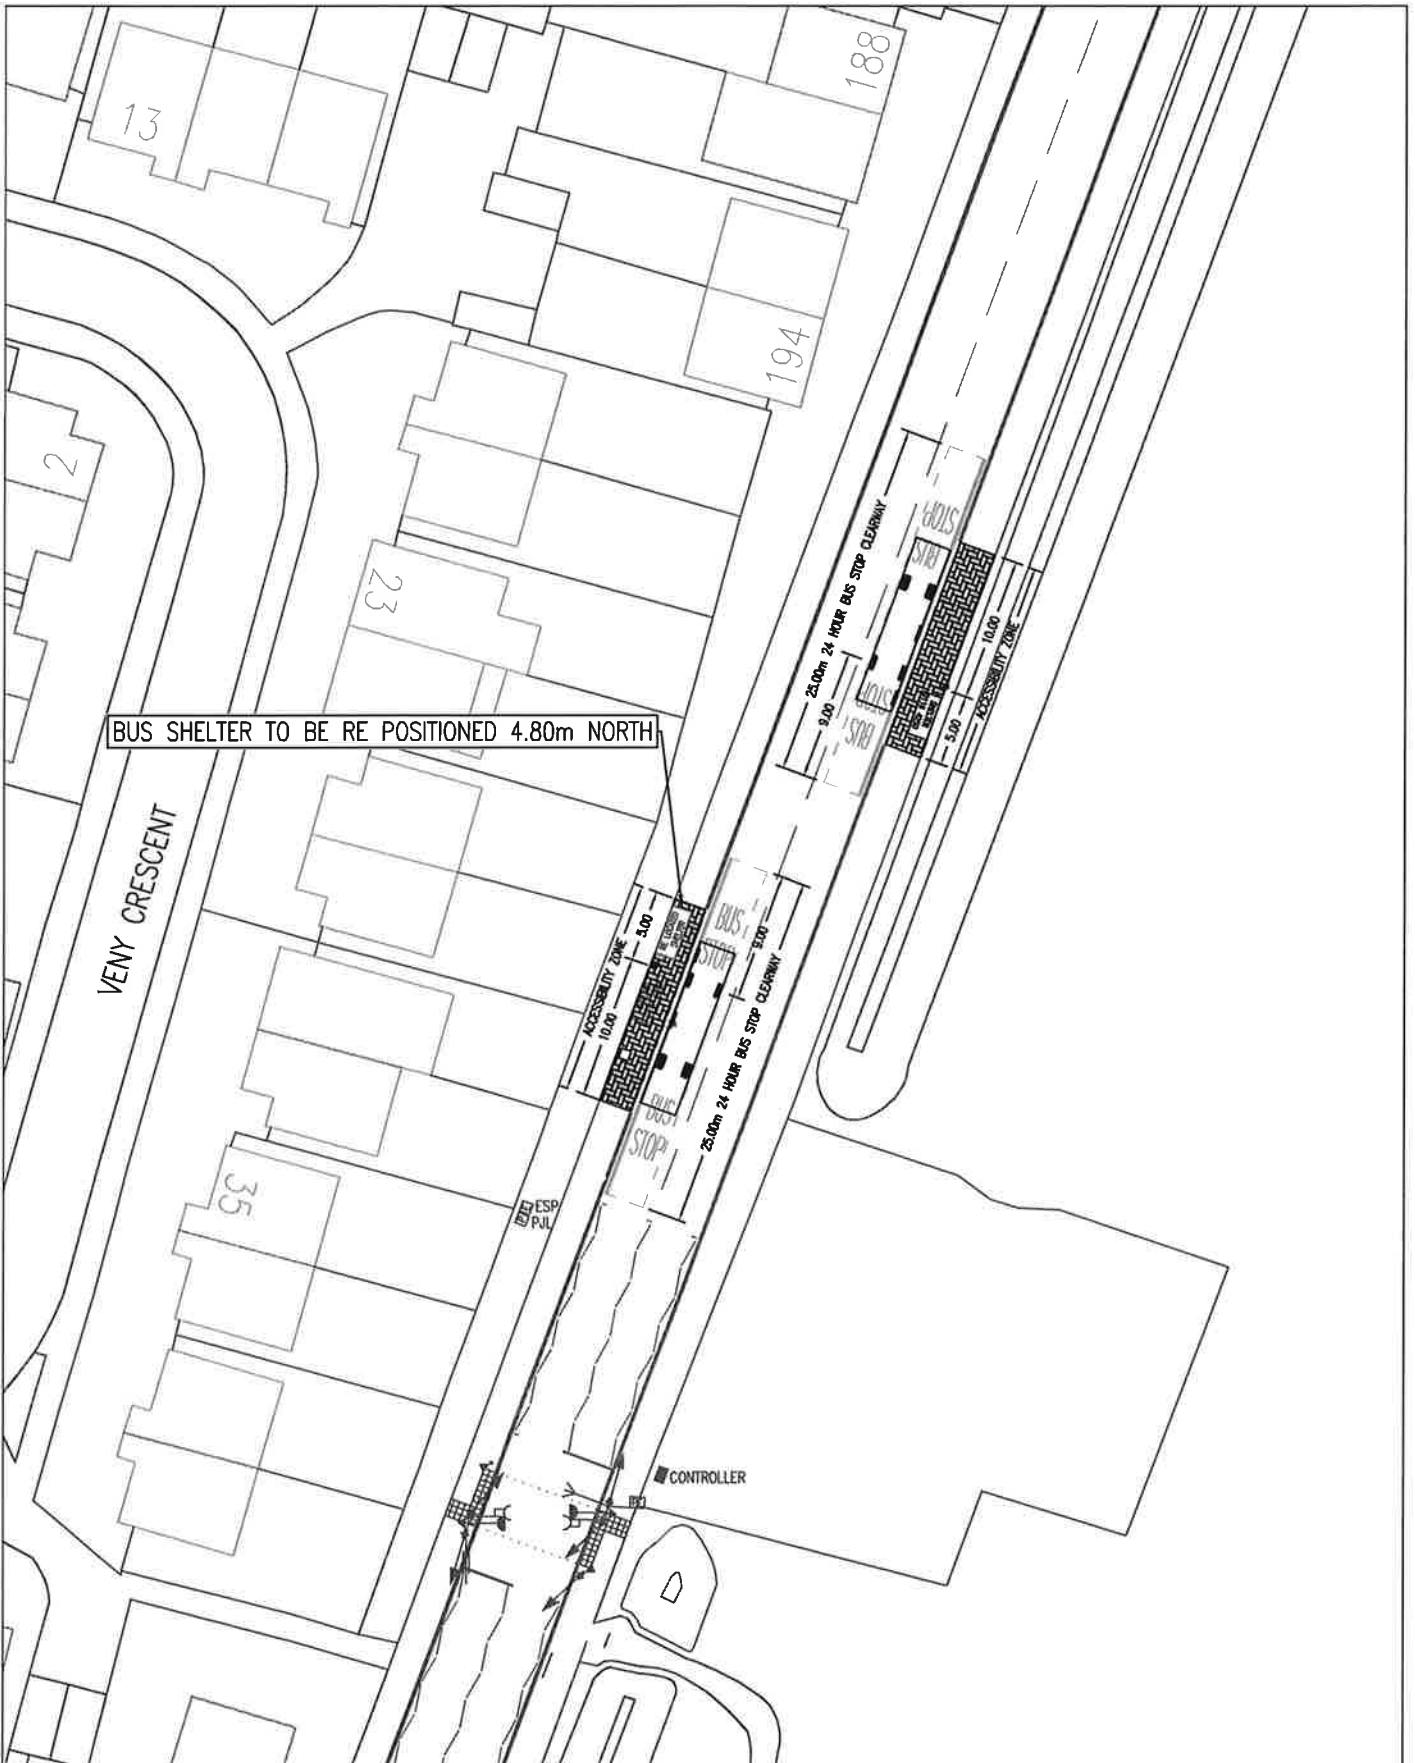 188
13
194
2
BUS
STOP
25.00m 24 HOUR BUS STOP CLEARWAY
9.00
10.00
5.00
ACCESSIBILITY ZONE
STOP
BUS
23
BUS SHELTER TO BE RE POSITIONED 4.80m NORTH
VENY CRESCENT
ACCESSIBILITY ZONE
5.00
10.00
BUS
STOP
9.00
25.00m 24 HOUR BUS STOP CLEARWAY
BUS
STOP
35
ESP
PJL
CONTROLLER